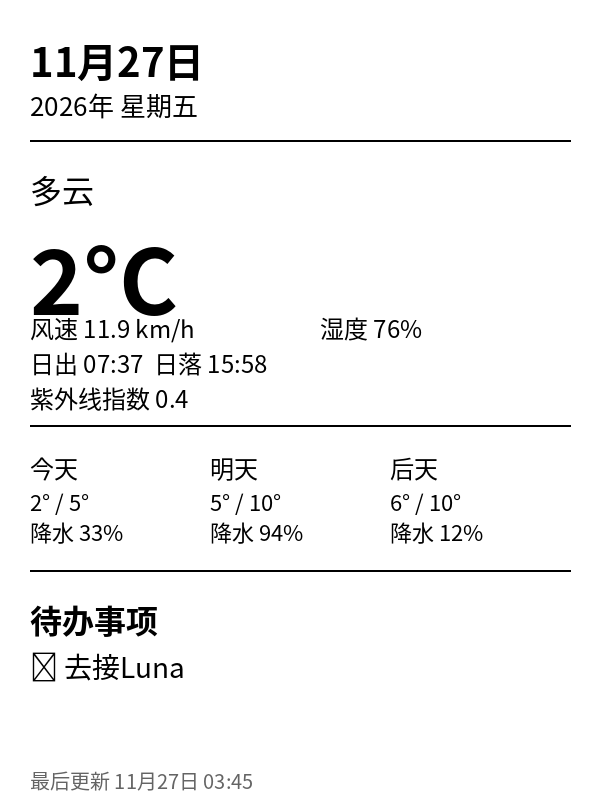 11月27日
2026年 星期五
多云
2°C
风速 11.9 km/h 湿度 76%
日出 07:37 日落 15:58
紫外线指数 0.4
今天 明天 后天
2° / 5° 5° / 10° 6° / 10°
降水 33% 降水 94% 降水 12%
待办事项
去接Luna
最后更新 11月27日 03:45